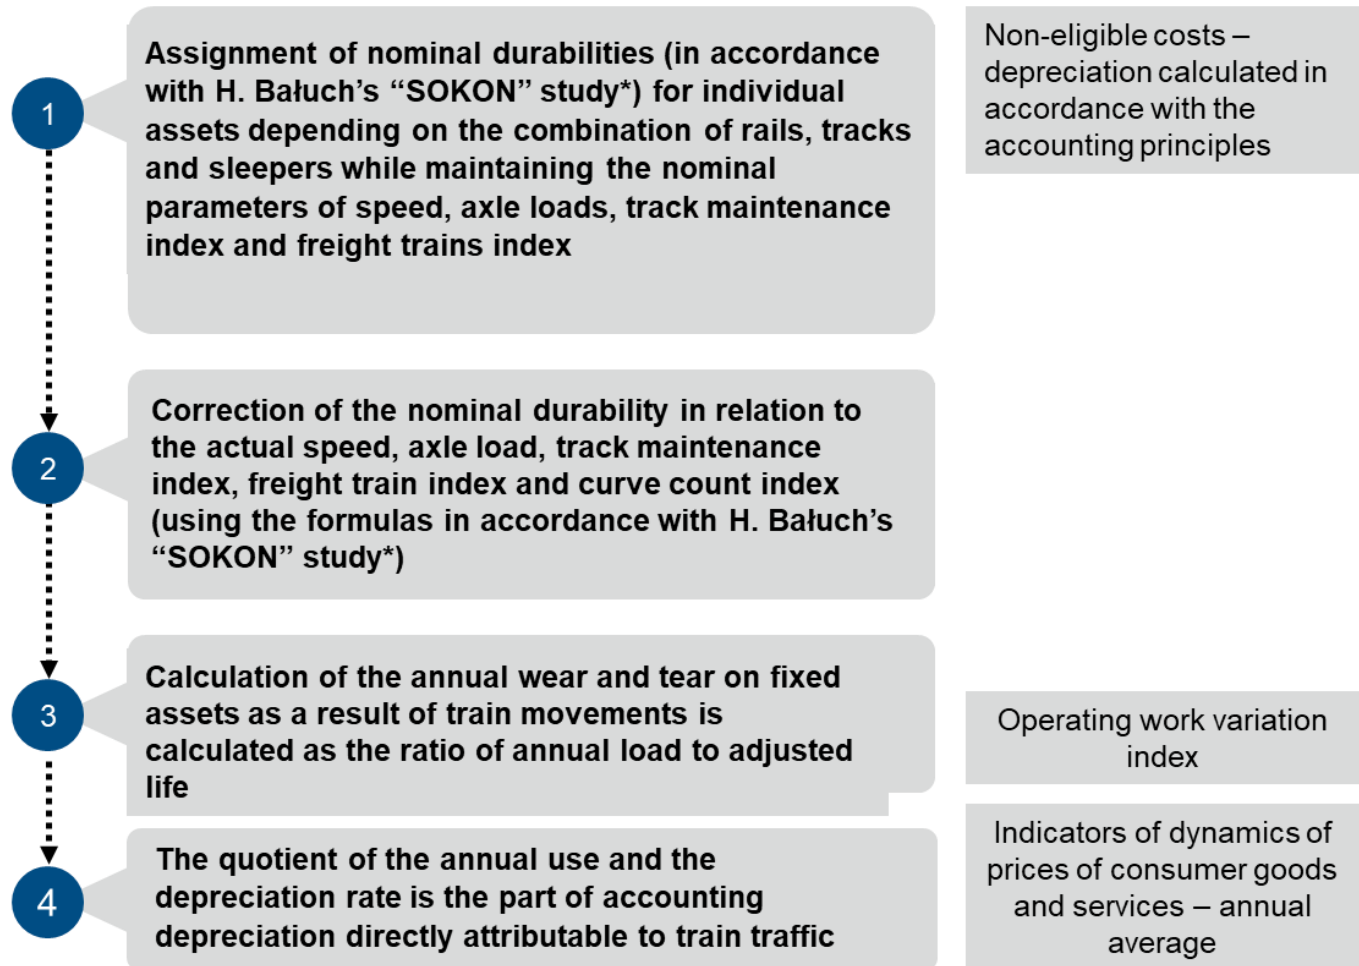 1
Assignment of nominal durabilities (in accordance
with H. Bałuch's “SOKON” study*) for individual
assets depending on the combination of rails, tracks
and sleepers while maintaining the nominal
parameters of speed, axle loads, track maintenance
index and freight trains index
Non-eligible costs –
depreciation calculated in
accordance with the
accounting principles
2
Correction of the nominal durability in relation to
the actual speed, axle load, track maintenance
index, freight train index and curve count index
(using the formulas in accordance with H. Bałuch's
“SOKON” study*)
3
Calculation of the annual wear and tear on fixed
assets as a result of train movements is
calculated as the ratio of annual load to adjusted
life
Operating work variation
index
4
The quotient of the annual use and the
depreciation rate is the part of accounting
depreciation directly attributable to train traffic
Indicators of dynamics of
prices of consumer goods
and services – annual
average